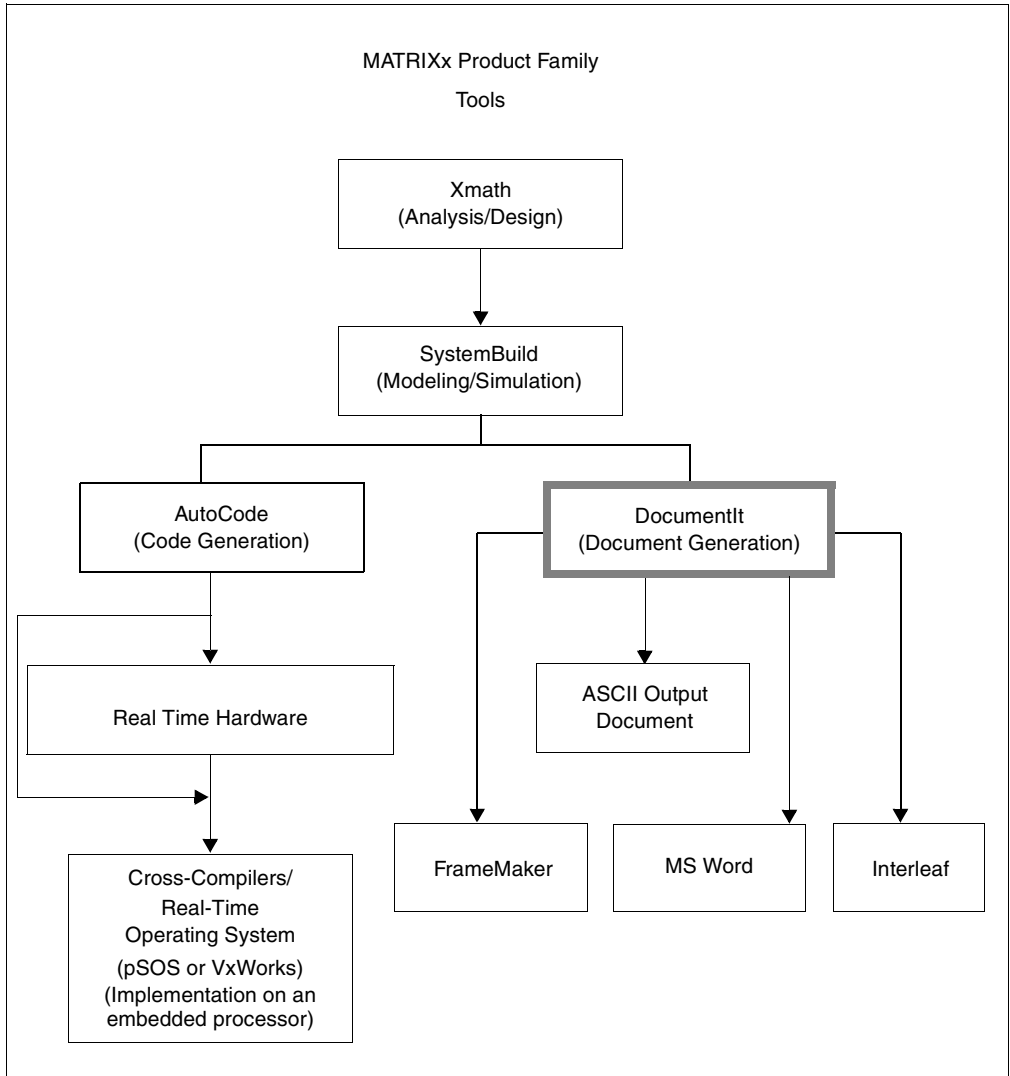 MATRIXx Product Family
Tools
Xmath
(Analysis/Design)
SystemBuild
(Modeling/Simulation)
AutoCode
(Code Generation)
DocumentIt
(Document Generation)
Real Time Hardware
ASCII Output
Document
FrameMaker
MS Word
Interleaf
Cross-Compilers/
Real-Time
Operating System
(pSOS or VxWorks)
(Implementation on an
embedded processor)